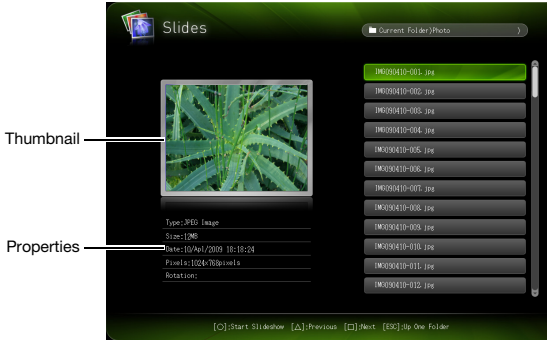 Slides
Current Folder⟩Photo ⟩
Thumbnail
Properties
Type:JPEG Image
Size:12MB
Date:10/Apl/2009 18:18:24
Pixels:1024x768pixels
Rotation:
IMG090410-001.jpg
IMG090410-002.jpg
IMG090410-003.jpg
IMG090410-004.jpg
IMG090410-005.jpg
IMG090410-006.jpg
IMG090410-007.jpg
IMG090410-008.jpg
IMG090410-009.jpg
IMG090410-010.jpg
IMG090410-011.jpg
IMG090410-012.jpg
[○]:Start Slideshow [△]:Previous [□]:Next [ESC]:Up One Folder